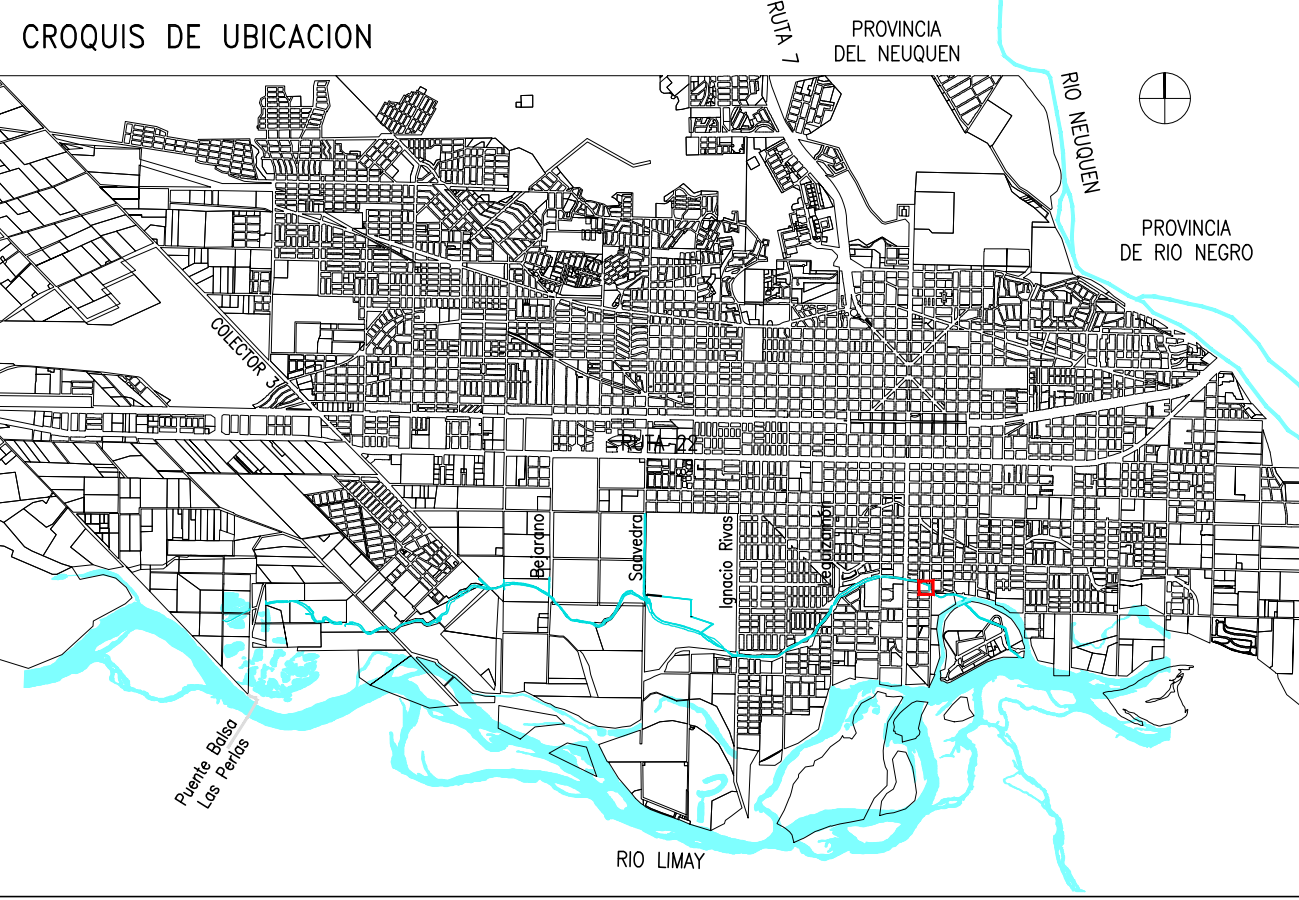 CROQUIS DE UBICACION
RUTA 7
PROVINCIA
DEL NEUQUEN
RIO NEUQUEN
PROVINCIA
DE RIO NEGRO
COLECTOR 3
RUTA 22
Bejarano
Saavedra
Ignacio Rivas
Puente Balsa
Las Perlas
RIO LIMAY